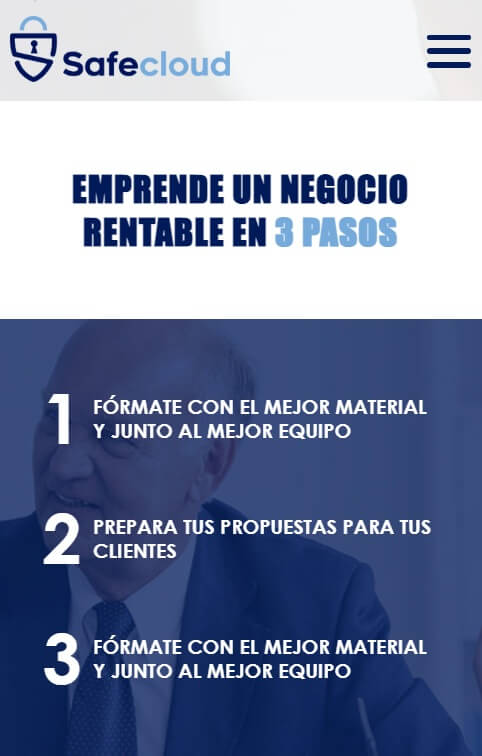 Safecloud
EMPRENDE UN NEGOCIO
RENTABLE EN 3 PASOS
1 FÓRMATE CON EL MEJOR MATERIAL
Y JUNTO AL MEJOR EQUIPO
2 PREPARA TUS PROPUESTAS PARA TUS
CLIENTES
3 FÓRMATE CON EL MEJOR MATERIAL
Y JUNTO AL MEJOR EQUIPO